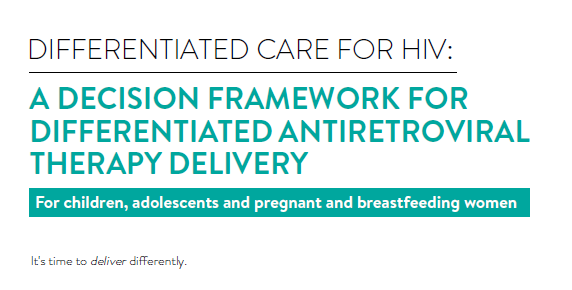 DIFFERENTIATED CARE FOR HIV:
A DECISION FRAMEWORK FOR
DIFFERENTIATED ANTIRETROVIRAL
THERAPY DELIVERY
For children, adolescents and pregnant and breastfeeding women
It's time to deliver differently.